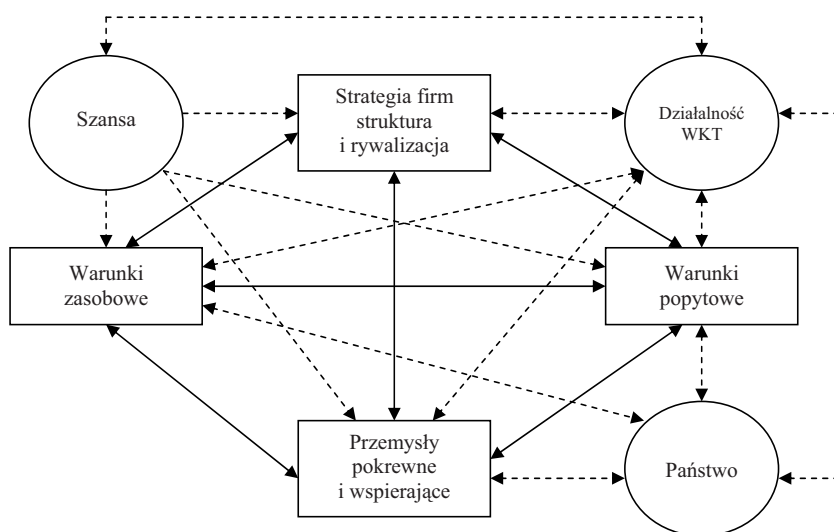 Szansa
Strategia firm
struktura
i rywalizacja
Działalność
WKT
Warunki
zasobowe
Warunki
popytowe
Przemysły
pokrewne
i wspierające
Państwo